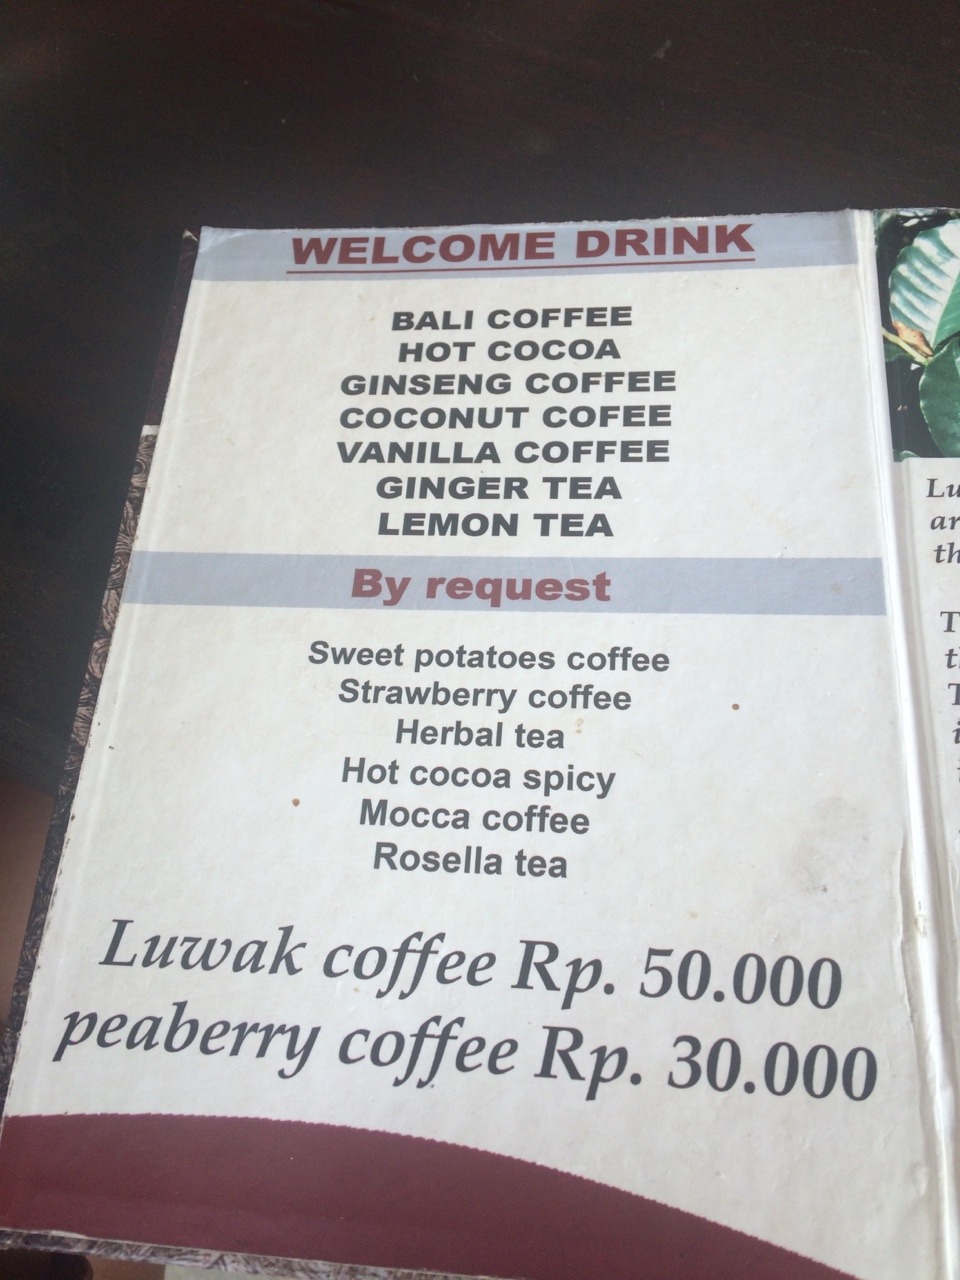 WELCOME DRINK
BALI COFFEE
HOT COCOA
GINSENG COFFEE
COCONUT COFEE
VANILLA COFFEE
GINGER TEA
LEMON TEA
By request
Sweet potatoes coffee
Strawberry coffee
Herbal tea
Hot cocoa spicy
Mocca coffee
Rosella tea
Luwak coffee Rp. 50.000
peaberry coffee Rp. 30.000